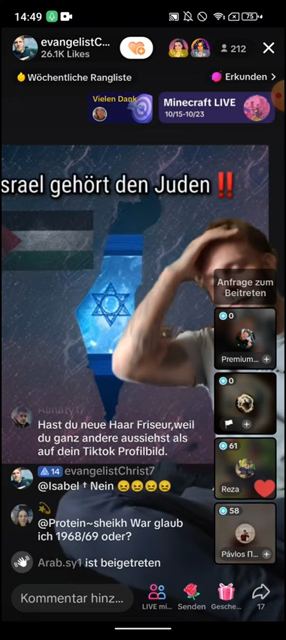 14:49
75
evangelistC...
26.1K Likes
212
Wöchentliche Rangliste
Erkunden >
Vielen Dank
Minecraft LIVE
10/15-10/23
srael gehört den Juden ‼️
Anfrage zum
Beitreten
0
Premium...
0
61
Reza
58
Pávlos Π...
Hast du neue Haar Friseur,weil
du ganz andere aussiehst als
auf dein Tiktok Profilbild.
14 evangelistChrist7
@Isabel † Nein 😖😖😖😖
@Protein~sheikh War glaub
ich 1968/69 oder?
Arab.sy1 ist beigetreten
Kommentar hinz...
LIVE mi...
Senden
Gesche...
17